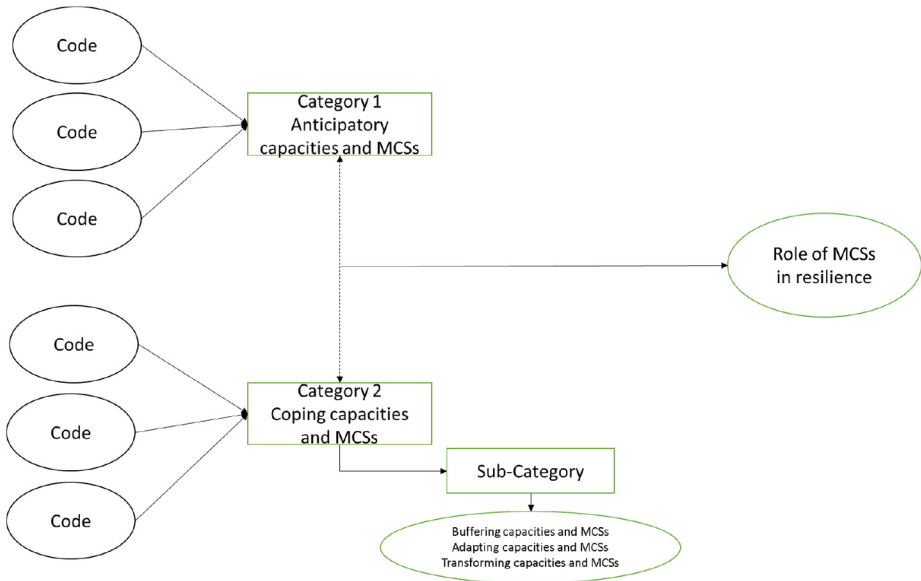 Code
Code
Code
Category 1
Anticipatory
capacities and MCSs
Role of MCSs
in resilience
Code
Code
Code
Category 2
Coping capacities
and MCSs
Sub-Category
Buffering capacities and MCSs
Adapting capacities and MCSs
Transforming capacities and MCSs